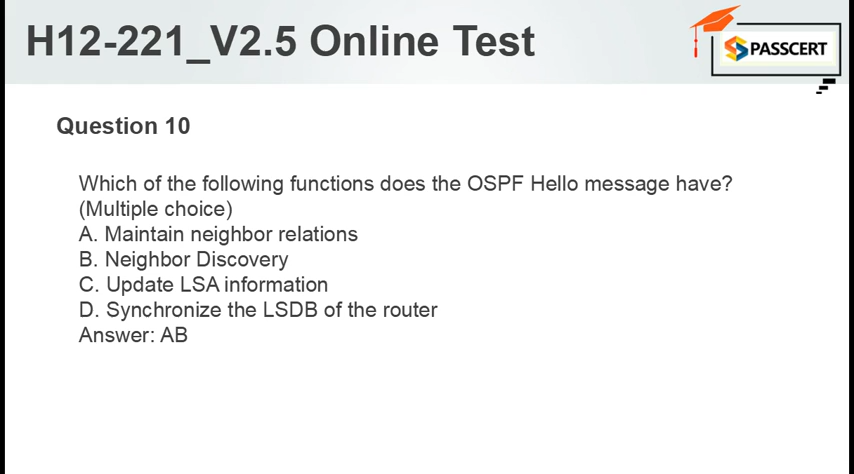 H12-221_V2.5 Online Test
PASSCERT
Question 10
Which of the following functions does the OSPF Hello message have?
(Multiple choice)
A. Maintain neighbor relations
B. Neighbor Discovery
C. Update LSA information
D. Synchronize the LSDB of the router
Answer: AB